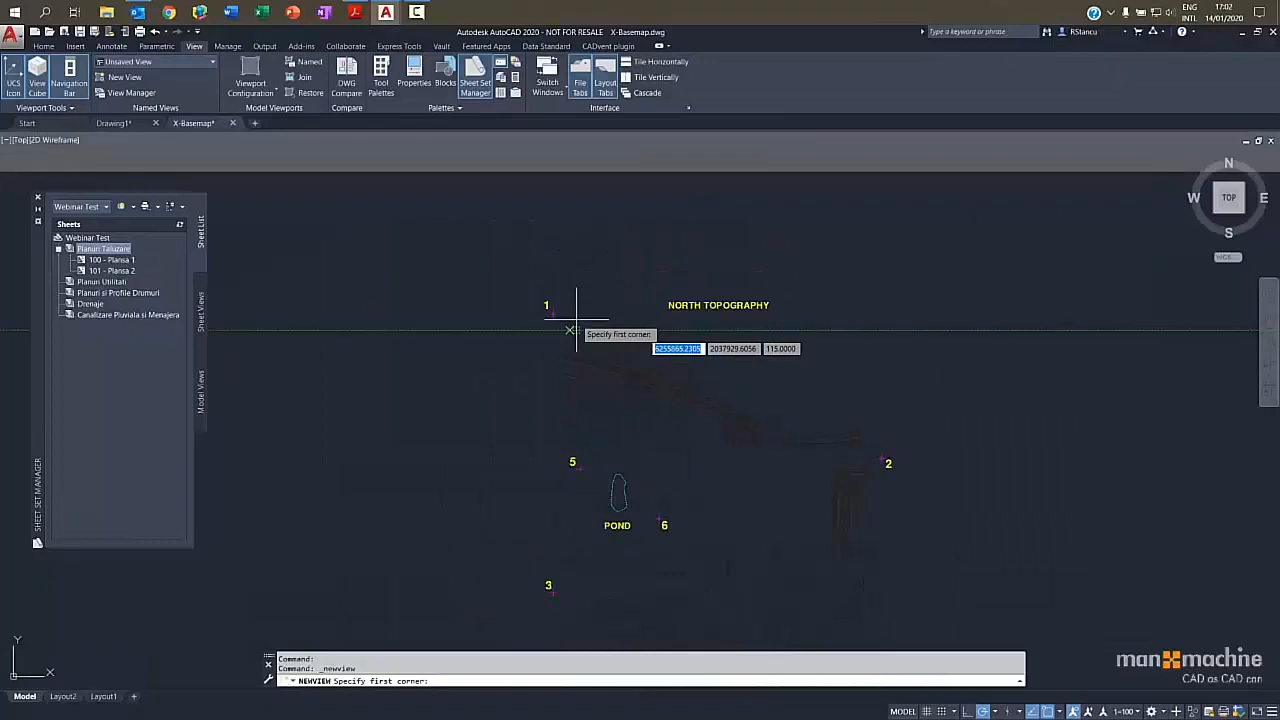 Autodesk AutoCAD 2020 - NOT FOR RESALE X-Basemap.dwg
Type a keyword or phrase
RStancu
ENG
INTL
17:02
14/01/2020
Home Insert Annotate Parametric View Manage Output Add-ins Collaborate Express Tools Vault Featured Apps Data Standard CADvent plugin
UCS Icon
View Cube
Navigation Bar
Viewport Tools
Unsaved View
New View
View Manager
Named Views
Viewport Configuration
Named
Join
Restore
Model Viewports
DWG Compare
Compare
Tool Palettes
Properties
Blocks
Sheet Set Manager
Palettes
Switch Windows
File Tabs
Layout Tabs
Tile Horizontally
Tile Vertically
Cascade
Interface
Start Drawing1* X-Basemap*
[−][Top][2D Wireframe]
N
W TOP E
S
Webinar Test
Sheets
Webinar Test
Planuri Taluzare
100 - Plansa 1
101 - Plansa 2
Planuri Utilitati
Planuri si Profile Drumuri
Drenaje
Canalizare Pluviala si Menajera
Sheet List
Sheet Views
Model Views
SHEET SET MANAGER
1
NORTH TOPOGRAPHY
Specify first corner:
6255865.2305 2037929.6056 115.0000
5
2
POND
6
3
Y
X
Command:
Command: _newview
NEWVIEW Specify first corner:
man machine
CAD as CAD can
Model Layout2 Layout1 +
MODEL
1=100